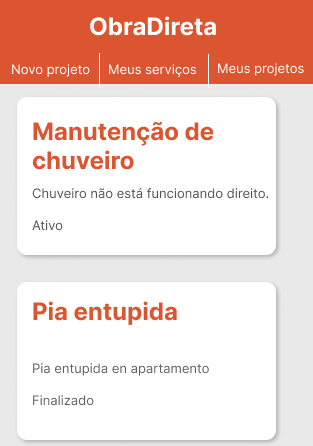 ObraDireta
Novo projeto Meus serviços Meus projetos
Manutenção de
chuveiro
Chuveiro não está funcionando direito.
Ativo
Pia entupida
Pia entupida en apartamento
Finalizado